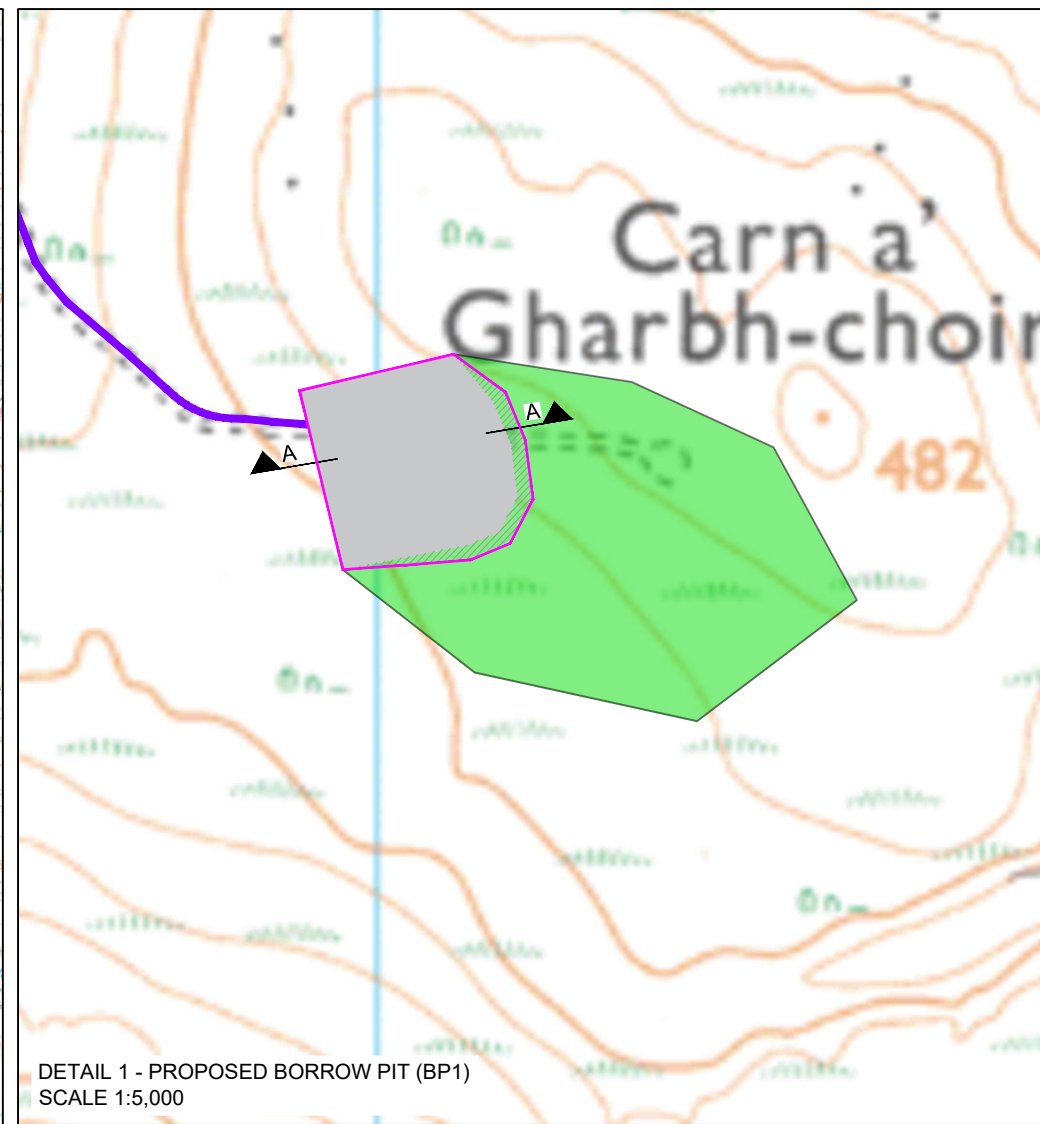 Carn a'
Gharbh-choir
A
A
482
DETAIL 1 - PROPOSED BORROW PIT (BP1)
SCALE 1:5,000